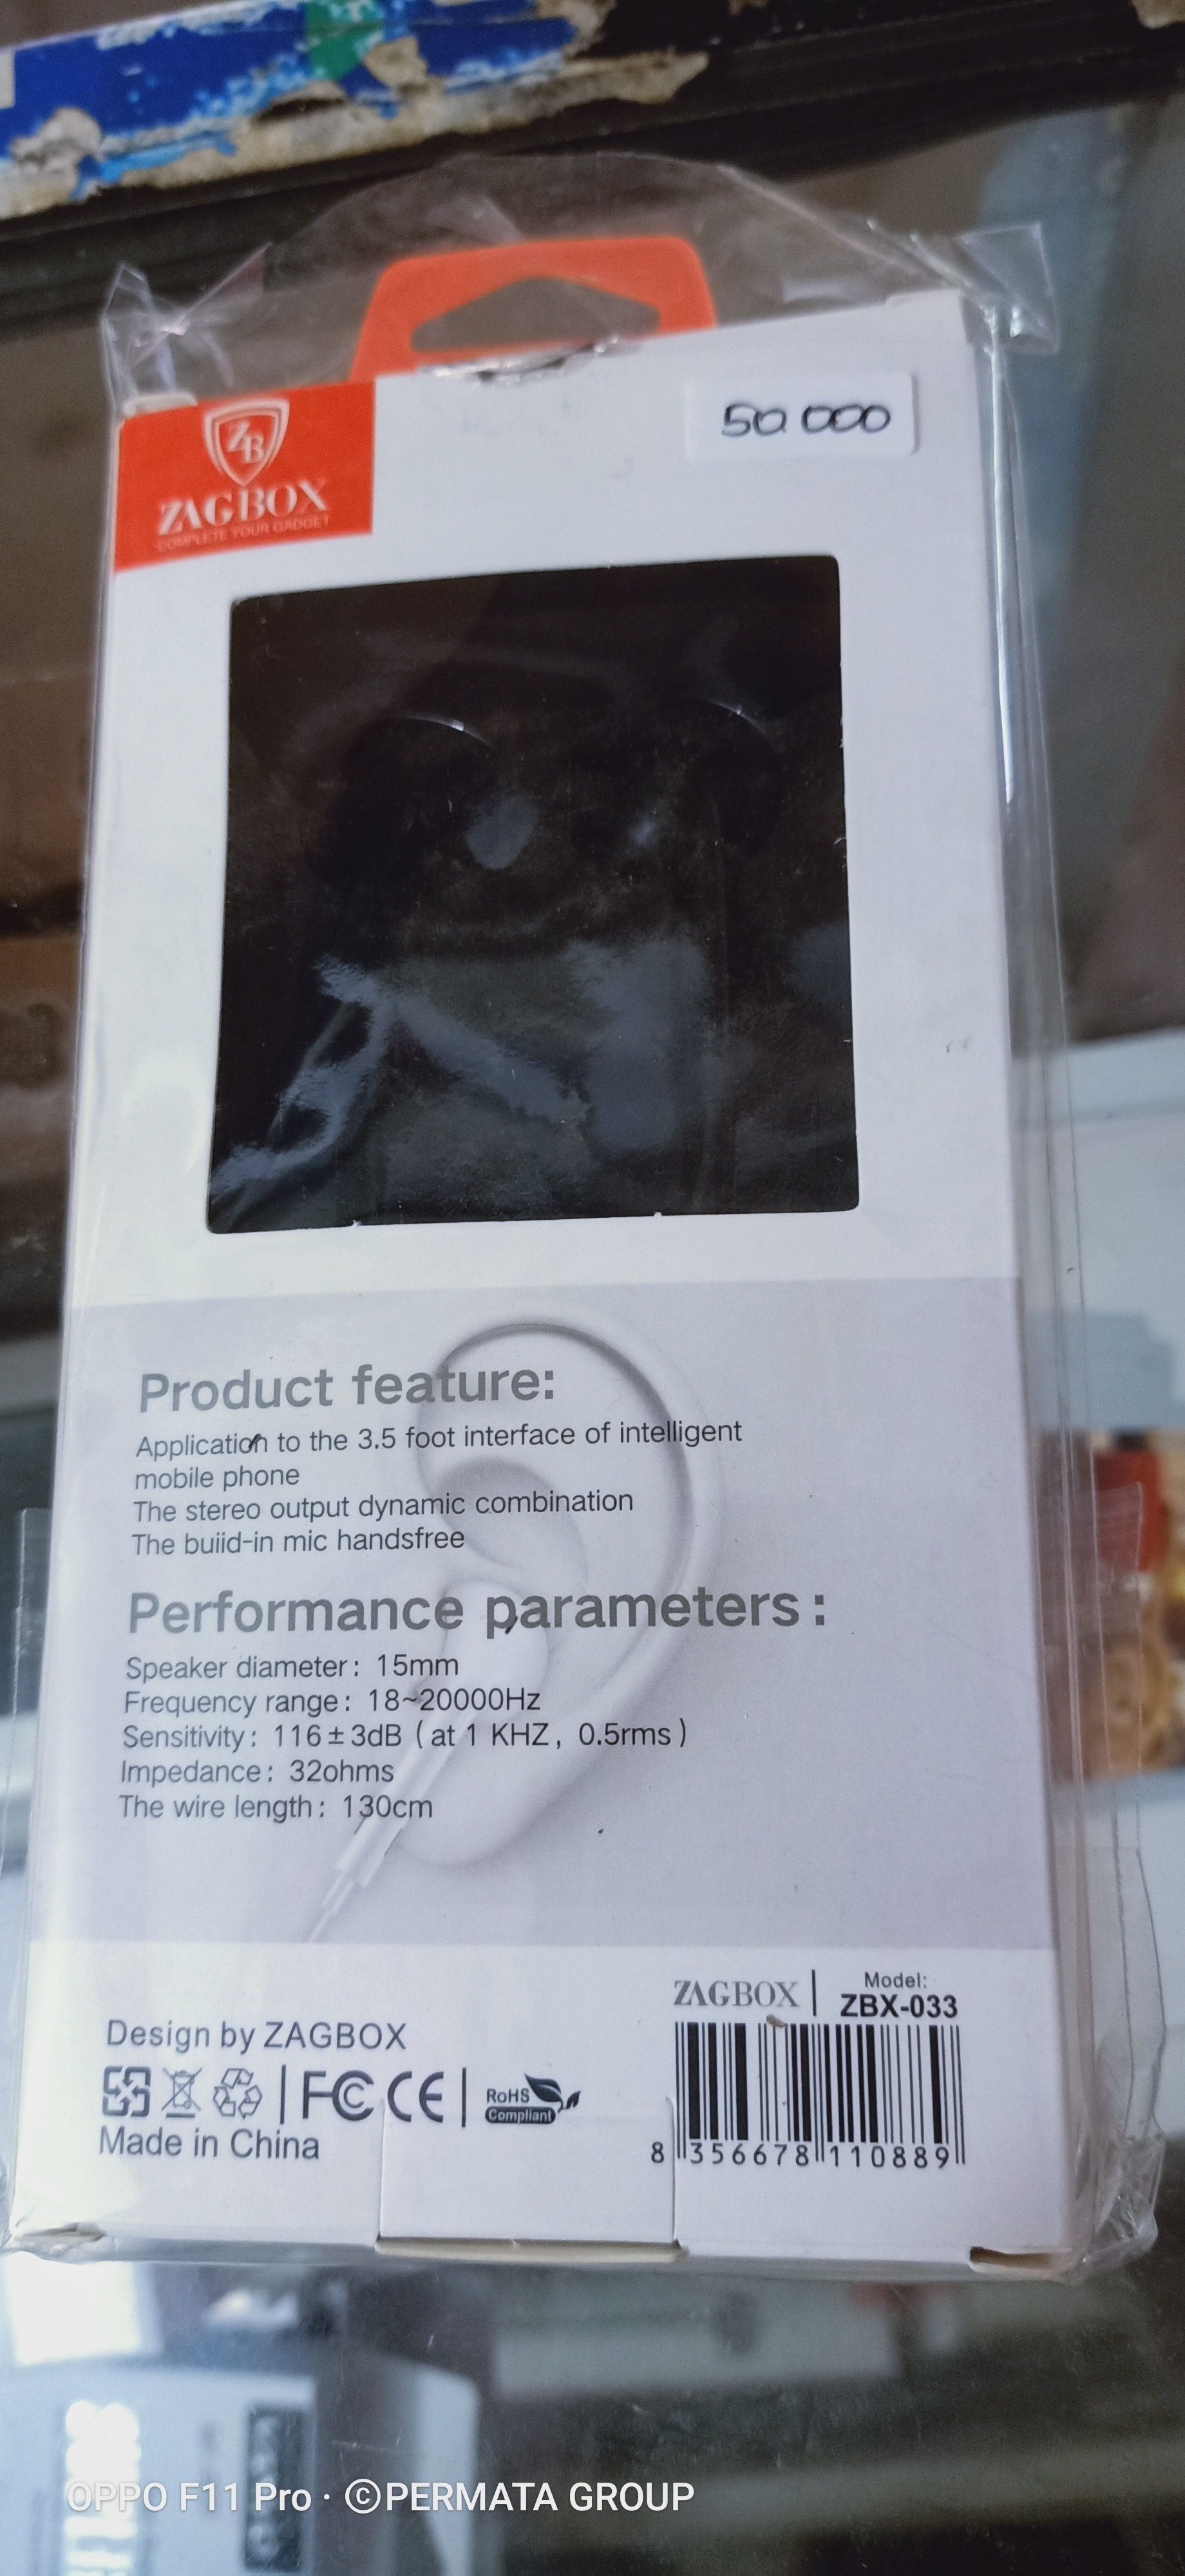 ZB
ZAGBOX
COMPLETE YOUR GADGET
50.000
Product feature:
Application to the 3.5 foot interface of intelligent
mobile phone
The stereo output dynamic combination
The buiid-in mic handsfree
Performance parameters:
Speaker diameter: 15mm
Frequency range: 18~20000Hz
Sensitivity: 116±3dB (at 1 KHZ, 0.5rms)
Impedance: 32ohms
The wire length: 130cm
ZAGBOX | Model:
ZBX-033
Design by ZAGBOX
FC CE RoHS
Compliant
Made in China
8 356678 110889
OPPO F11 Pro · ©PERMATA GROUP